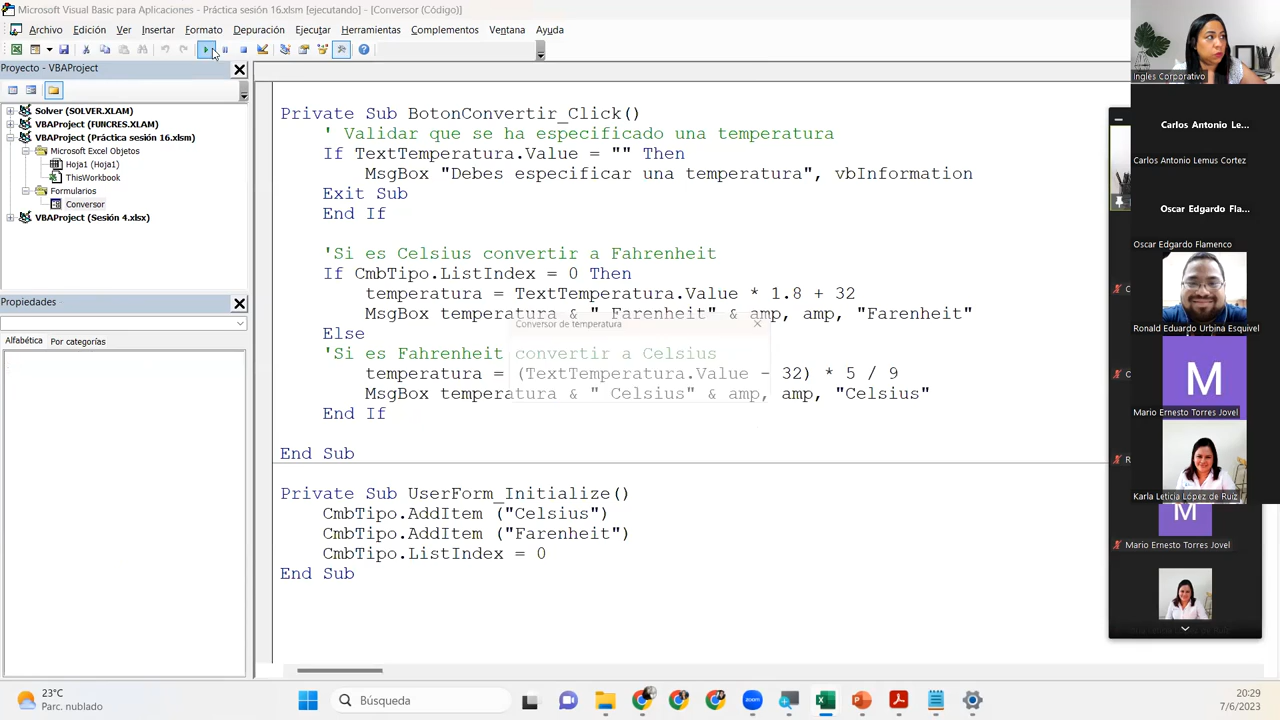 Microsoft Visual Basic para Aplicaciones - Práctica sesión 16.xlsm [ejecutando] - [Conversor (Código)]
Archivo Edición Ver Insertar Formato Depuración Ejecutar Herramientas Complementos Ventana Ayuda
Proyecto - VBAProject
Solver (SOLVER.XLAM)
VBAProject (FUNCRES.XLAM)
VBAProject (Práctica sesión 16.xlsm)
Microsoft Excel Objetos
Hoja1 (Hoja1)
ThisWorkbook
Formularios
Conversor
VBAProject (Sesión 4.xlsx)
Propiedades
Alfabética Por categorías
Private Sub BotonConvertir_Click()
' Validar que se ha especificado una temperatura
If TextTemperatura.Value = "" Then
MsgBox "Debes especificar una temperatura", vbInformation
Exit Sub
End If
'Si es Celsius convertir a Fahrenheit
If CmbTipo.ListIndex = 0 Then
temperatura = TextTemperatura.Value * 1.8 + 32
MsgBox temperatura & " Farenheit" & amp, amp, "Farenheit"
Else
'Si es Fahrenheit convertir a Celsius
temperatura = (TextTemperatura.Value - 32) * 5 / 9
MsgBox temperatura & " Celsius" & amp, amp, "Celsius"
End If
End Sub
Private Sub UserForm_Initialize()
CmbTipo.AddItem ("Celsius")
CmbTipo.AddItem ("Farenheit")
CmbTipo.ListIndex = 0
End Sub
Conversor de temperatura
Ingles Corporativo
Carlos Antonio Le...
Carlos Antonio Lemus Cortez
Oscar Edgardo Fla...
Oscar Edgardo Flamenco
Ronald Eduardo Urbina Esquivel
M
Mario Ernesto Torres Jovel
Karla Leticia López de Ruiz
M
Mario Ernesto Torres Jovel
23°C
Parc. nublado
Búsqueda
zoom
20:29
7/6/2023